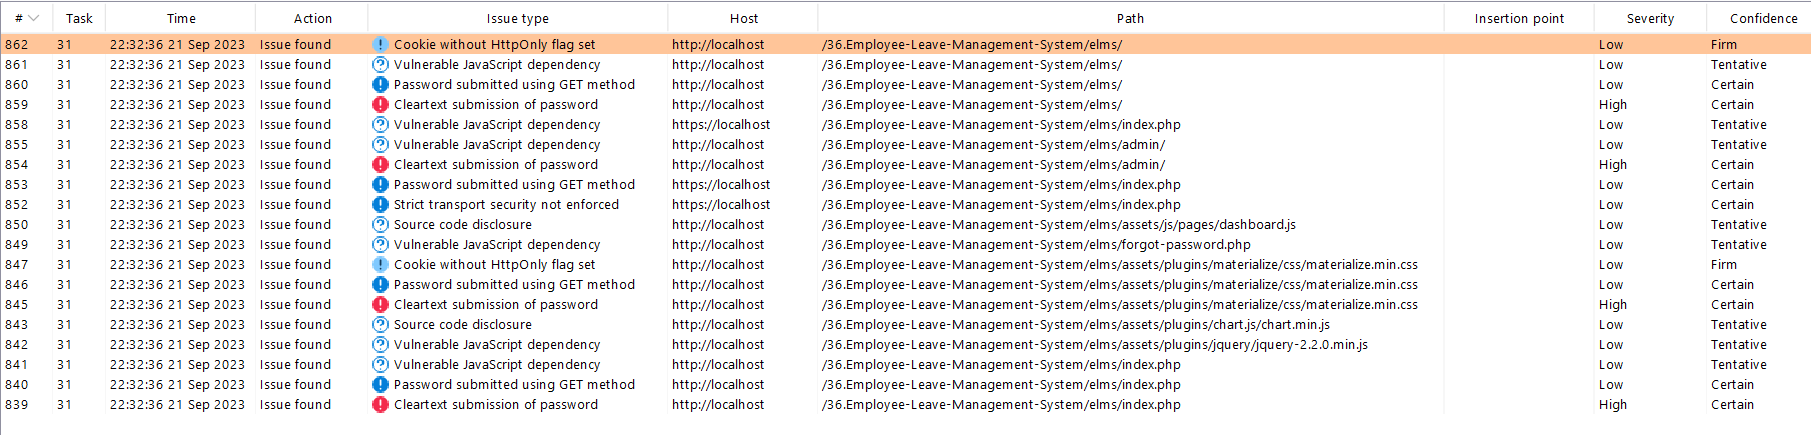 # Task Time Action Issue type Host Path Insertion point Severity Confidence
862 31 22:32:36 21 Sep 2023 Issue found Cookie without HttpOnly flag set http://localhost /36.Employee-Leave-Management-System/elms/ Low Firm
861 31 22:32:36 21 Sep 2023 Issue found Vulnerable JavaScript dependency http://localhost /36.Employee-Leave-Management-System/elms/ Low Tentative
860 31 22:32:36 21 Sep 2023 Issue found Password submitted using GET method http://localhost /36.Employee-Leave-Management-System/elms/ Low Certain
859 31 22:32:36 21 Sep 2023 Issue found Cleartext submission of password http://localhost /36.Employee-Leave-Management-System/elms/ High Certain
858 31 22:32:36 21 Sep 2023 Issue found Vulnerable JavaScript dependency https://localhost /36.Employee-Leave-Management-System/elms/index.php Low Tentative
855 31 22:32:36 21 Sep 2023 Issue found Vulnerable JavaScript dependency http://localhost /36.Employee-Leave-Management-System/elms/admin/ Low Tentative
854 31 22:32:36 21 Sep 2023 Issue found Cleartext submission of password http://localhost /36.Employee-Leave-Management-System/elms/admin/ High Certain
853 31 22:32:36 21 Sep 2023 Issue found Password submitted using GET method https://localhost /36.Employee-Leave-Management-System/elms/index.php Low Certain
852 31 22:32:36 21 Sep 2023 Issue found Strict transport security not enforced https://localhost /36.Employee-Leave-Management-System/elms/index.php Low Certain
850 31 22:32:36 21 Sep 2023 Issue found Source code disclosure http://localhost /36.Employee-Leave-Management-System/elms/assets/js/pages/dashboard.js Low Tentative
849 31 22:32:36 21 Sep 2023 Issue found Vulnerable JavaScript dependency http://localhost /36.Employee-Leave-Management-System/elms/forgot-password.php Low Tentative
847 31 22:32:36 21 Sep 2023 Issue found Cookie without HttpOnly flag set http://localhost /36.Employee-Leave-Management-System/elms/assets/plugins/materialize/css/materialize.min.css Low Firm
846 31 22:32:36 21 Sep 2023 Issue found Password submitted using GET method http://localhost /36.Employee-Leave-Management-System/elms/assets/plugins/materialize/css/materialize.min.css Low Certain
845 31 22:32:36 21 Sep 2023 Issue found Cleartext submission of password http://localhost /36.Employee-Leave-Management-System/elms/assets/plugins/materialize/css/materialize.min.css High Certain
843 31 22:32:36 21 Sep 2023 Issue found Source code disclosure http://localhost /36.Employee-Leave-Management-System/elms/assets/plugins/chart.js/chart.min.js Low Tentative
842 31 22:32:36 21 Sep 2023 Issue found Vulnerable JavaScript dependency http://localhost /36.Employee-Leave-Management-System/elms/assets/plugins/jquery/jquery-2.2.0.min.js Low Tentative
841 31 22:32:36 21 Sep 2023 Issue found Vulnerable JavaScript dependency http://localhost /36.Employee-Leave-Management-System/elms/index.php Low Tentative
840 31 22:32:36 21 Sep 2023 Issue found Password submitted using GET method http://localhost /36.Employee-Leave-Management-System/elms/index.php Low Certain
839 31 22:32:36 21 Sep 2023 Issue found Cleartext submission of password http://localhost /36.Employee-Leave-Management-System/elms/index.php High Certain